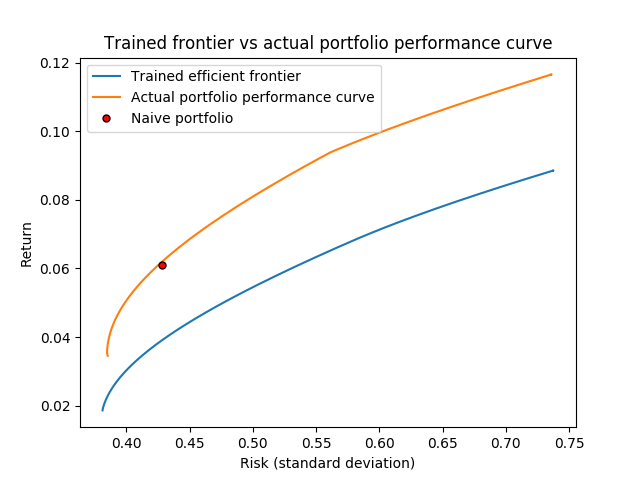 Trained frontier vs actual portfolio performance curve
Trained efficient frontier
Actual portfolio performance curve
Naive portfolio
0.12
0.10
0.08
0.06
0.04
0.02
Return
0.40 0.45 0.50 0.55 0.60 0.65 0.70 0.75
Risk (standard deviation)